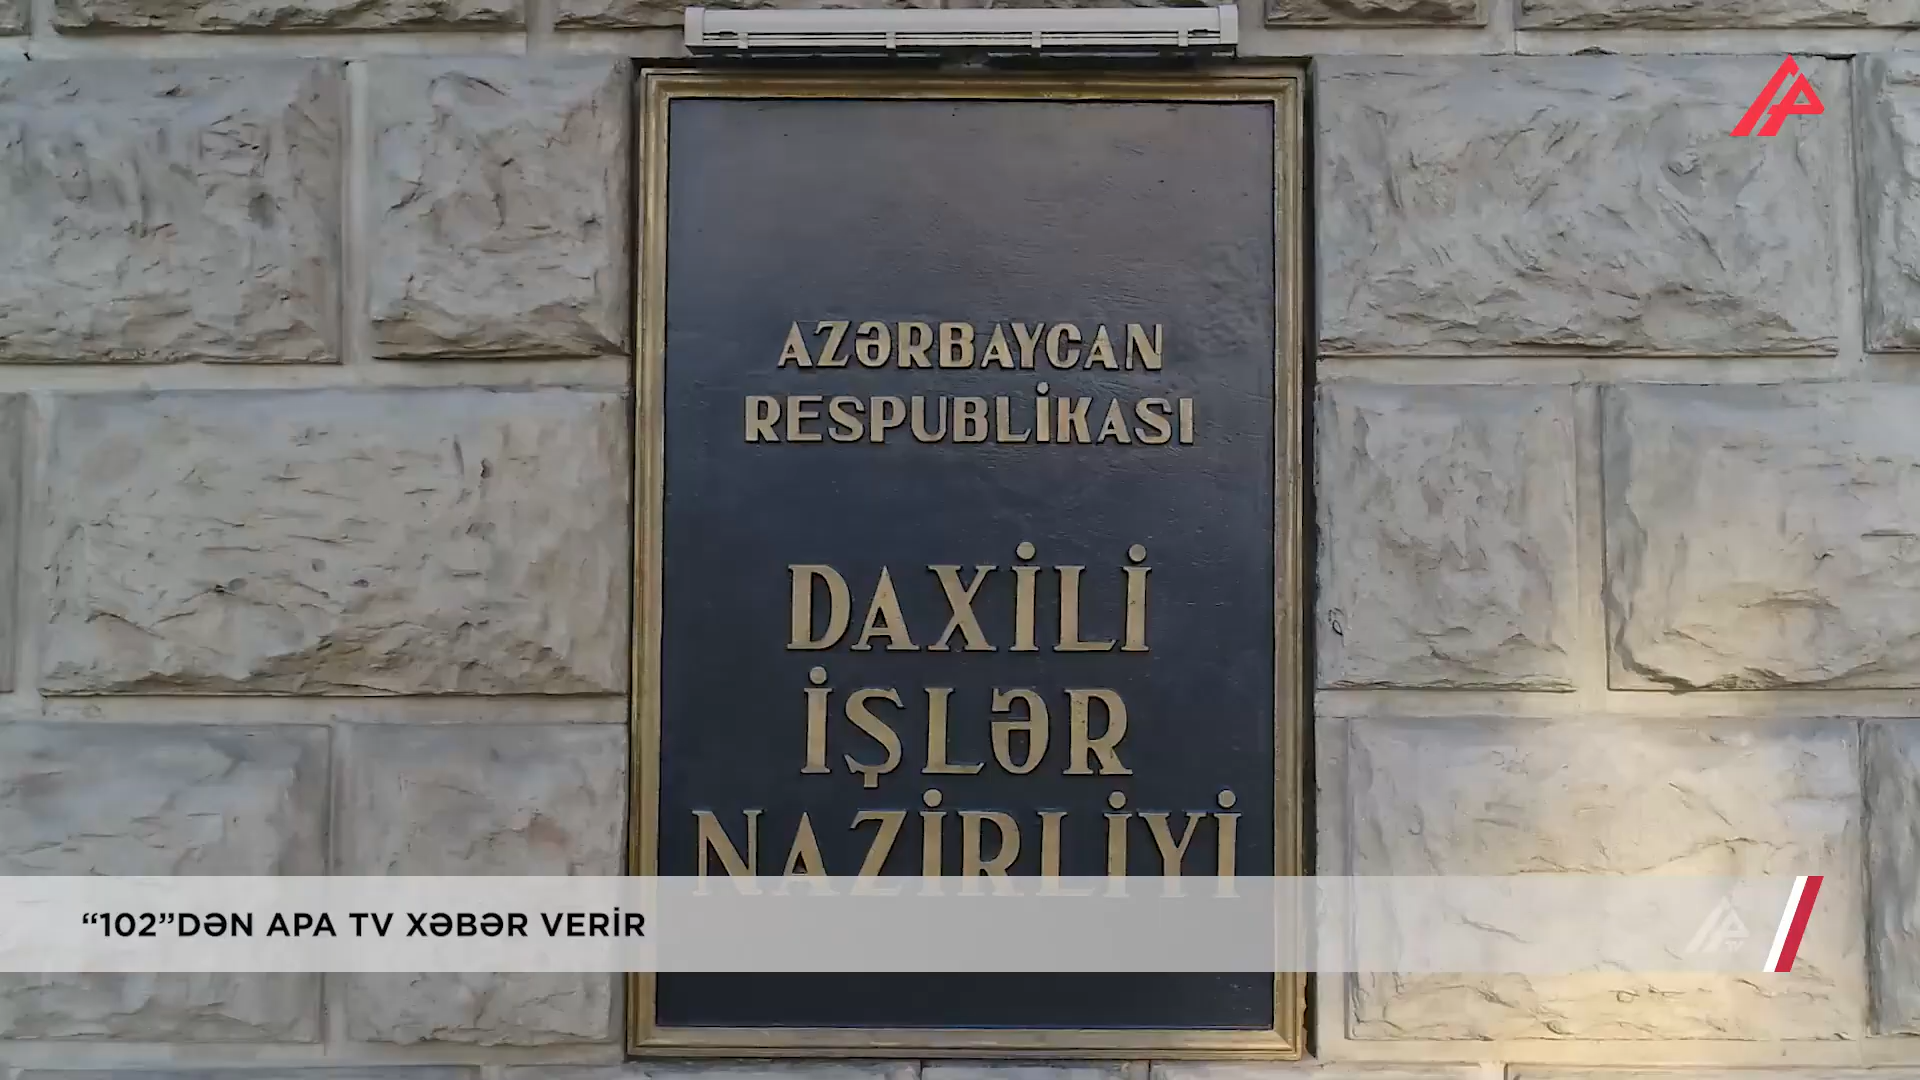 AZƏRBAYCAN
RESPUBLİKASI
DAXİLİ
İŞLƏR
NAZİRLİYİ
“102”DƏN APA TV XƏBƏR VERİR